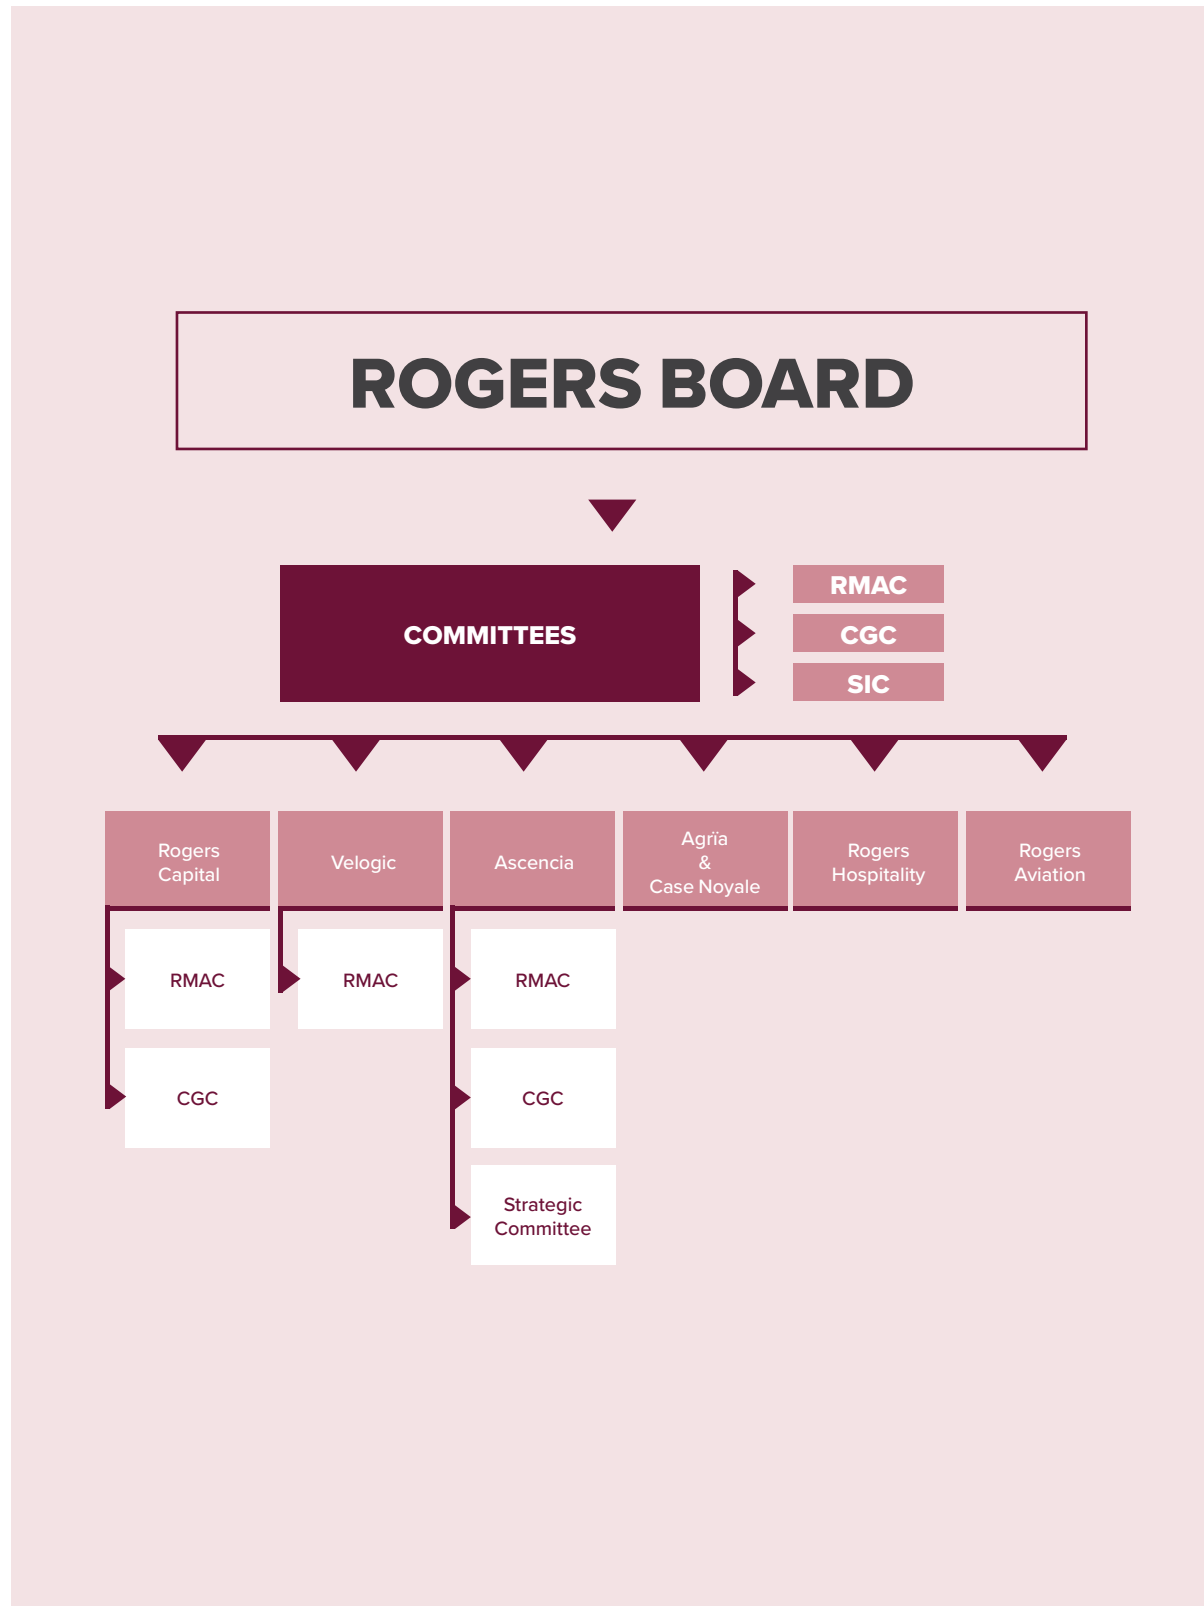 ROGERS BOARD
COMMITTEES
RMAC
CGC
SIC
Rogers
Capital
Velogic
Ascencia
Agrïa
&
Case Noyale
Rogers
Hospitality
Rogers
Aviation
RMAC
CGC
RMAC
RMAC
CGC
Strategic
Committee